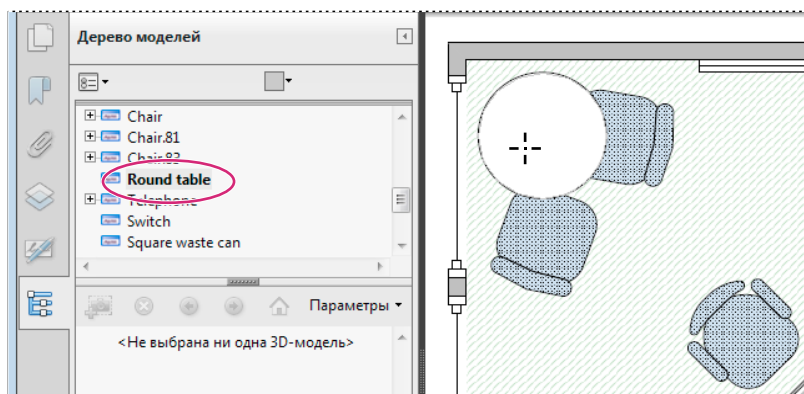 Дерево моделей
Chair
Chair.81
Chair.83
Round table
Telephone
Switch
Square waste can
Параметры
<Не выбрана ни одна 3D-модель>